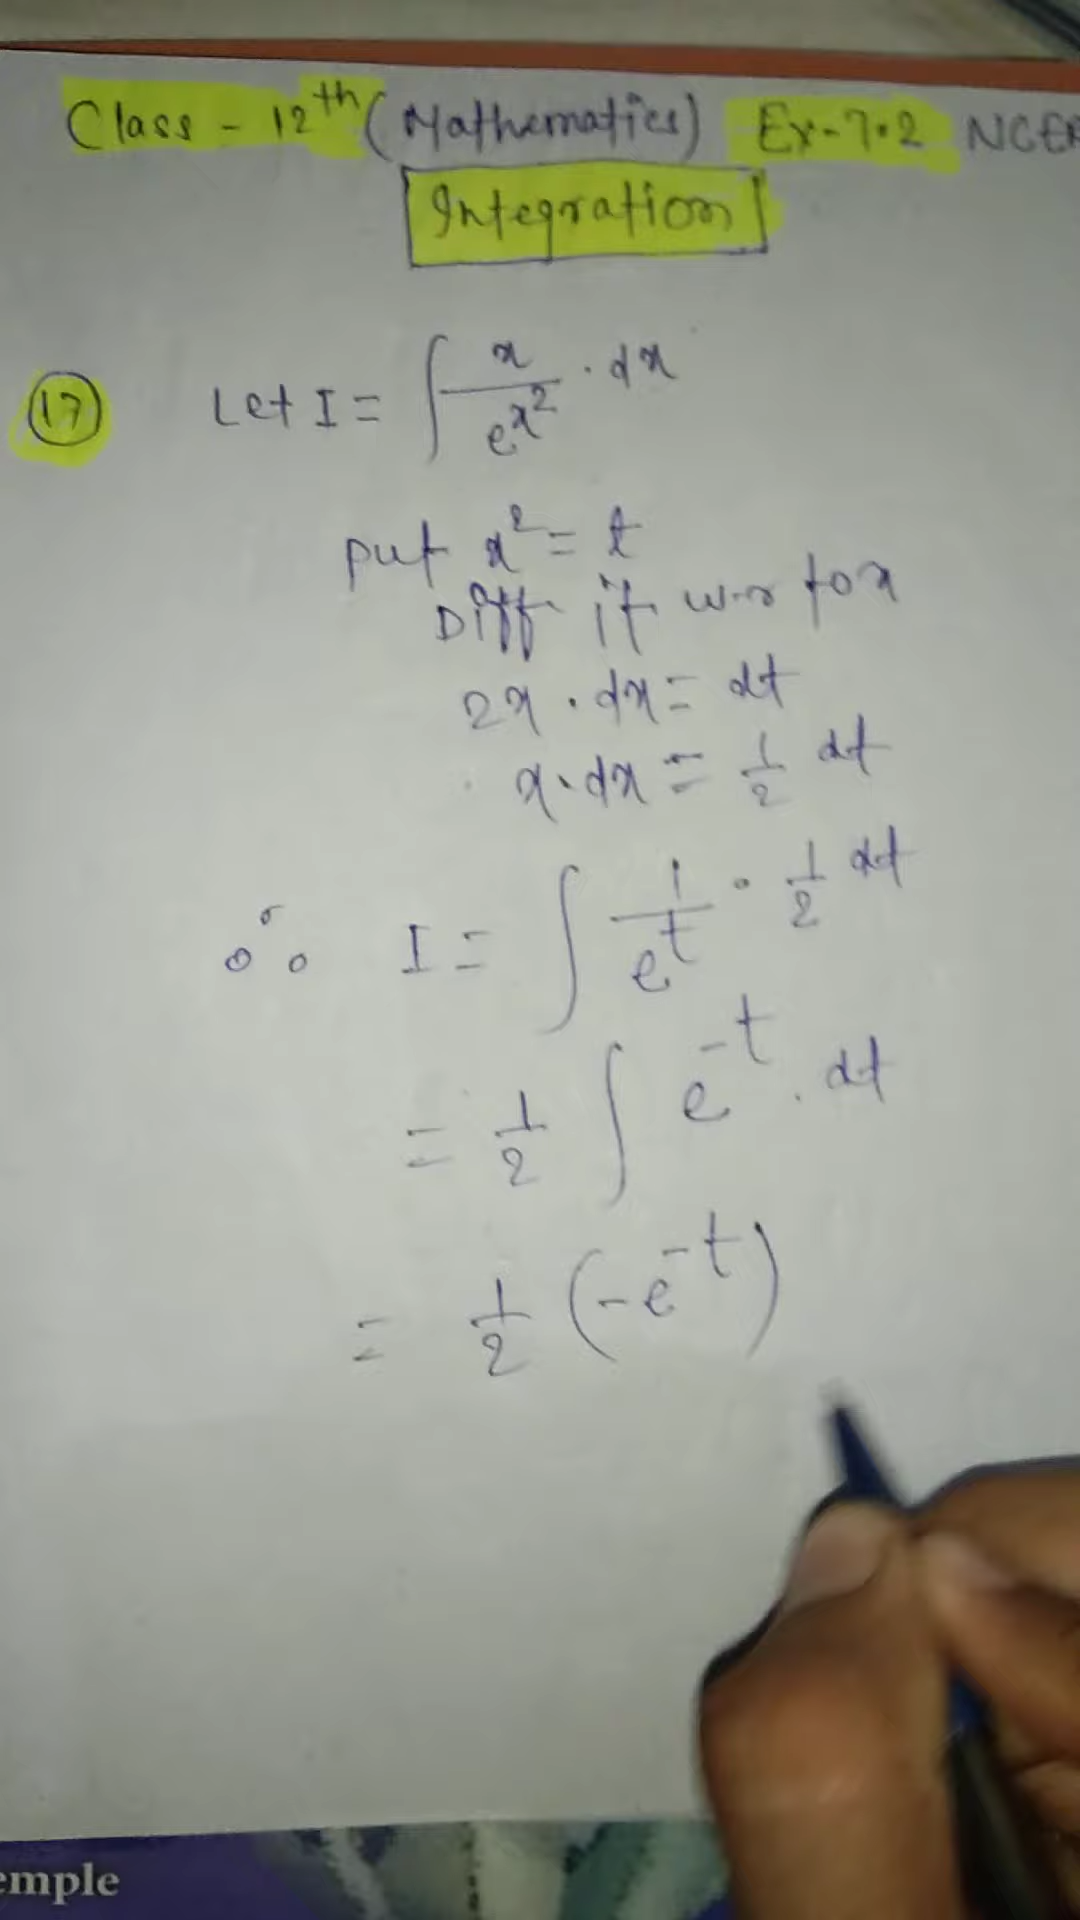 Class - 12th (Mathematics) Ex-7.2 NCER
Integration
17 Let I = ∫ x/e^x² · dx
put x² = t
Diff it w·r to x
2x · dx = dt
x · dx = 1/2 dt
∴ I = ∫ 1/e^t · 1/2 dt
= 1/2 ∫ e^-t · dt
= 1/2 (-e^-t)
emple